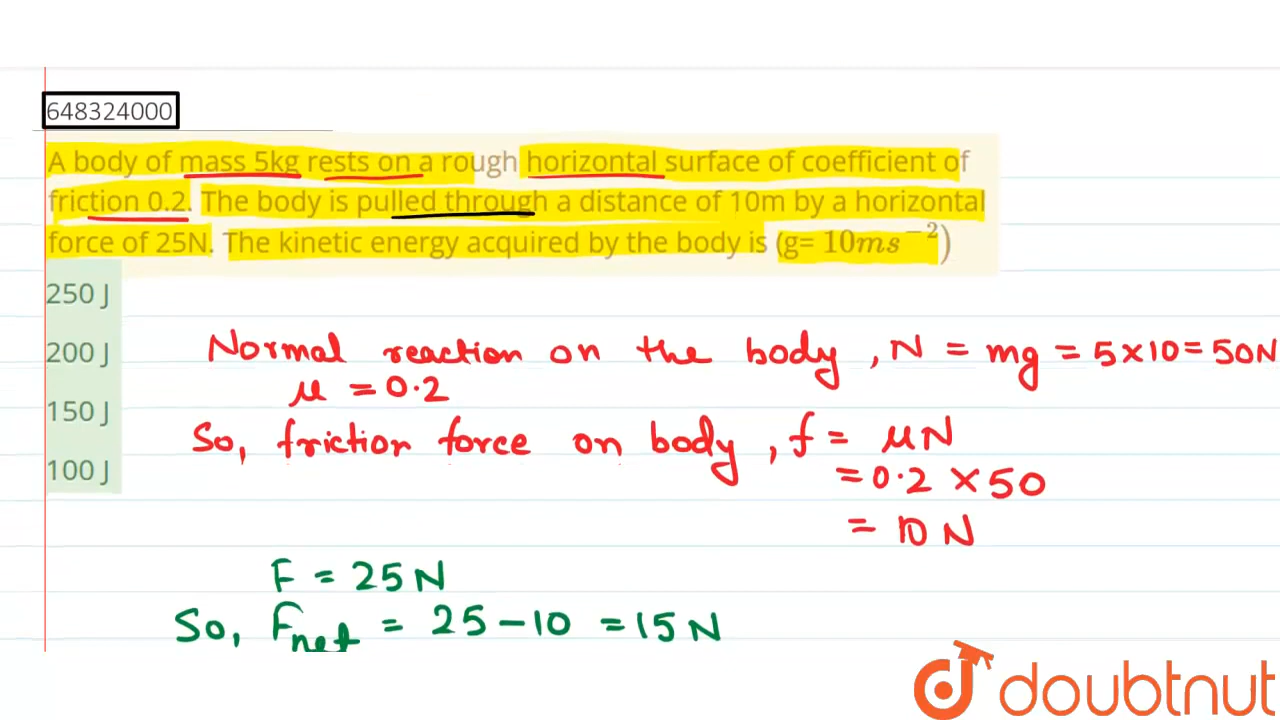 648324000
A body of mass 5kg rests on a rough horizontal surface of coefficient of
friction 0.2. The body is pulled through a distance of 10m by a horizontal
force of 25N. The kinetic energy acquired by the body is (g= 10ms⁻²)
250 J
200 J
150 J
100 J
Normal reaction on the body, N = mg = 5×10=50N
μ = 0.2
So, friction force on body, f = μN
= 0.2 × 50
= 10 N
F = 25 N
So, Fnet = 25 - 10 = 15 N
doubtnut